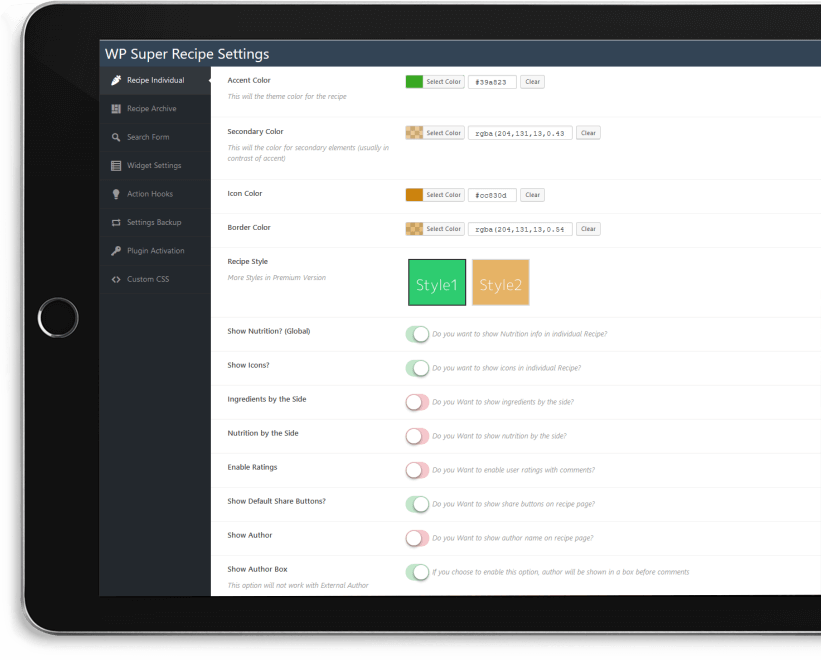 WP Super Recipe Settings
Recipe Individual
Recipe Archive
Search Form
Widget Settings
Action Hooks
Settings Backup
Plugin Activation
Custom CSS
Accent Color
This will the theme color for the recipe
Select Color #39a823 Clear
Secondary Color
This will the color for secondary elements (usually in
contrast of accent)
Select Color rgba(204,131,13,0.43 Clear
Icon Color
Select Color #cc830d Clear
Border Color
Select Color rgba(204,131,13,0.54 Clear
Recipe Style
More Styles in Premium Version
Style1 Style2
Show Nutrition? (Global)
Do you want to show Nutrition info in individual Recipe?
Show Icons?
Do you want to show icons in individual Recipe?
Ingredients by the Side
Do you Want to show ingredients by the side?
Nutrition by the Side
Do you Want to show nutrition by the side?
Enable Ratings
Do you Want to enable user ratings with comments?
Show Default Share Buttons?
Do you Want to show share buttons on recipe page?
Show Author
Do you Want to show author name on recipe page?
Show Author Box
This option will not work with External Author
If you choose to enable this option, author will be shown in a box before comments